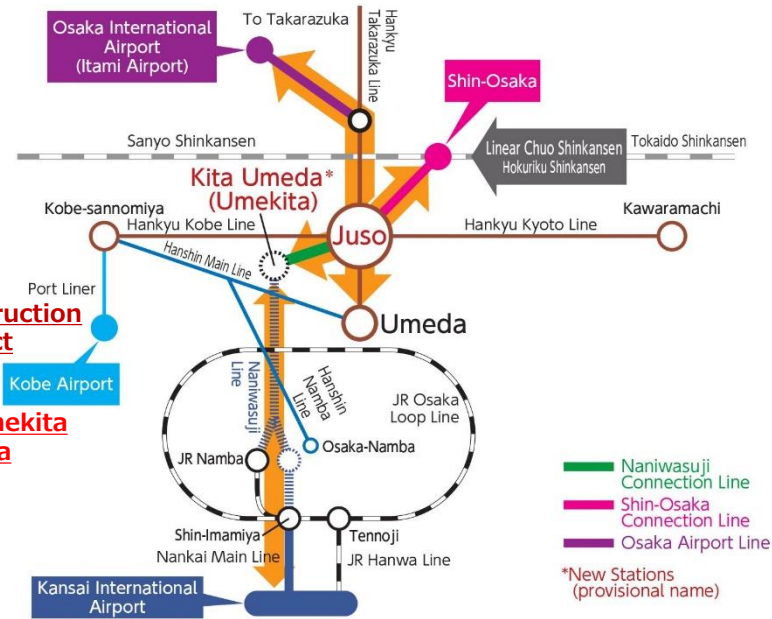 Osaka International
Airport
(Itami Airport)
To Takarazuka
Hankyu
Takarazuka Line
Shin-Osaka
Sanyo Shinkansen
Linear Chuo Shinkansen
Hokuriku Shinkansen
Tokaido Shinkansen
Kita Umeda*
(Umekita)
Kobe-sannomiya
Hankyu Kobe Line
Juso
Hankyu Kyoto Line
Kawaramachi
Hanshin Main Line
Port Liner
Umeda
ruction
ct
Kobe Airport
Naniwasuji
Line
Hanshin
Namba
Line
JR Osaka
Loop Line
mekita
a
JR Namba
Osaka-Namba
Shin-Imamiya
Tennoji
Nankai Main Line
JR Hanwa Line
Kansai International
Airport
Naniwasuji
Connection Line
Shin-Osaka
Connection Line
Osaka Airport Line
*New Stations
(provisional name)